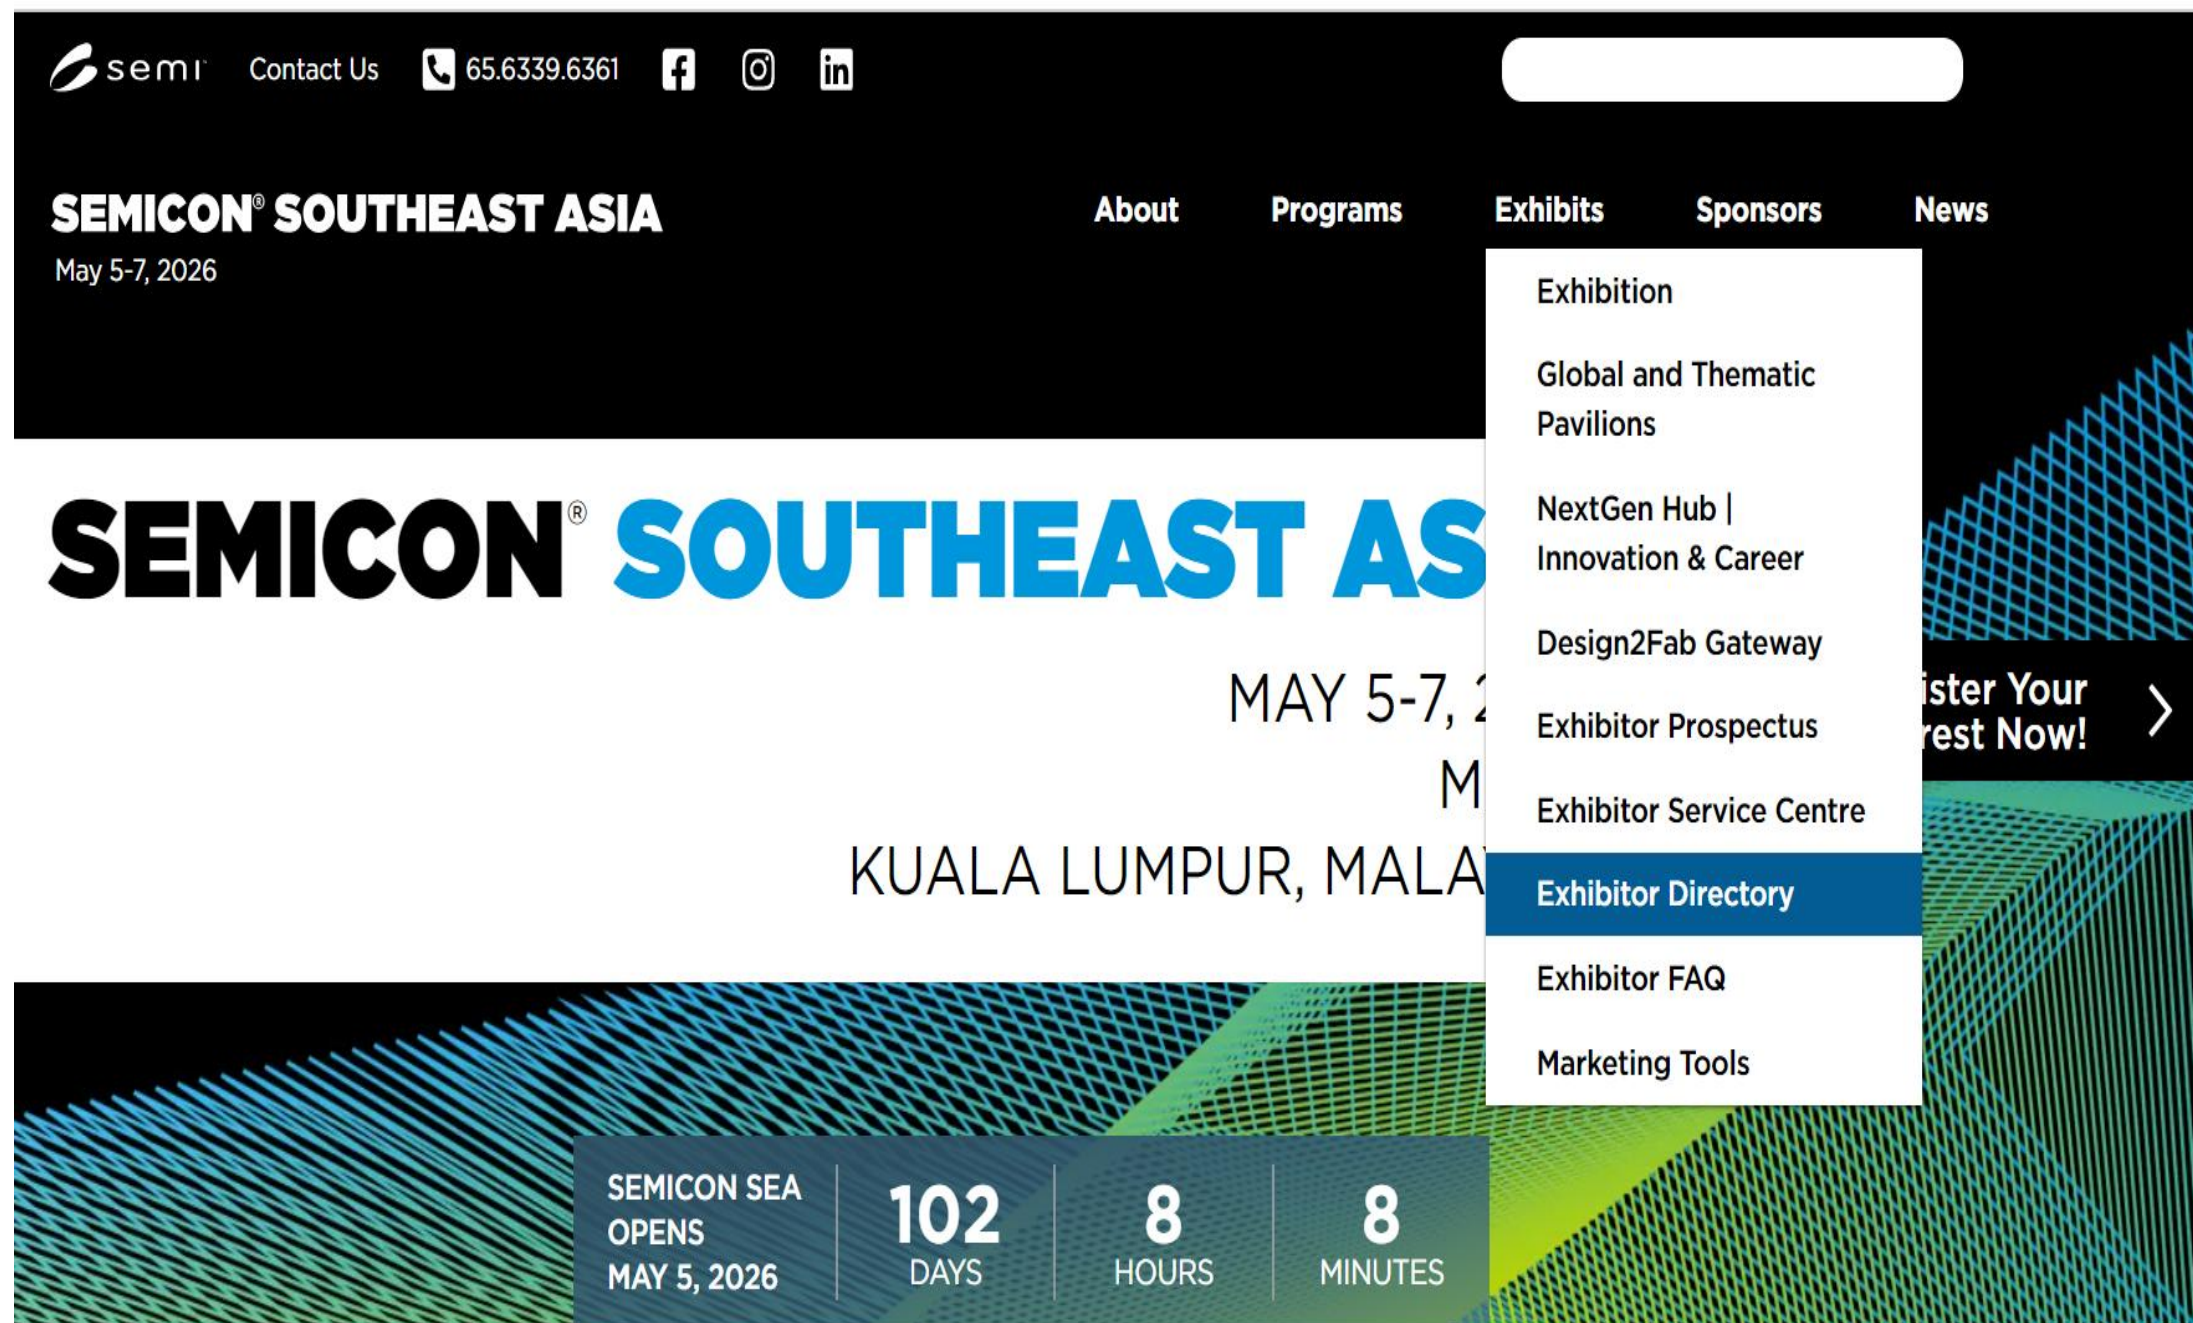 semi Contact Us 65.6339.6361
SEMICON® SOUTHEAST ASIA
May 5-7, 2026
About Programs Exhibits Sponsors News
Exhibition
Global and Thematic
Pavilions
NextGen Hub |
Innovation & Career
Design2Fab Gateway
Exhibitor Prospectus
Exhibitor Service Centre
Exhibitor Directory
Exhibitor FAQ
Marketing Tools
SEMICON® SOUTHEAST AS
MAY 5-7,
M
KUALA LUMPUR, MALA
Your
Now!
SEMICON SEA
OPENS
MAY 5, 2026
102
DAYS
8
HOURS
8
MINUTES